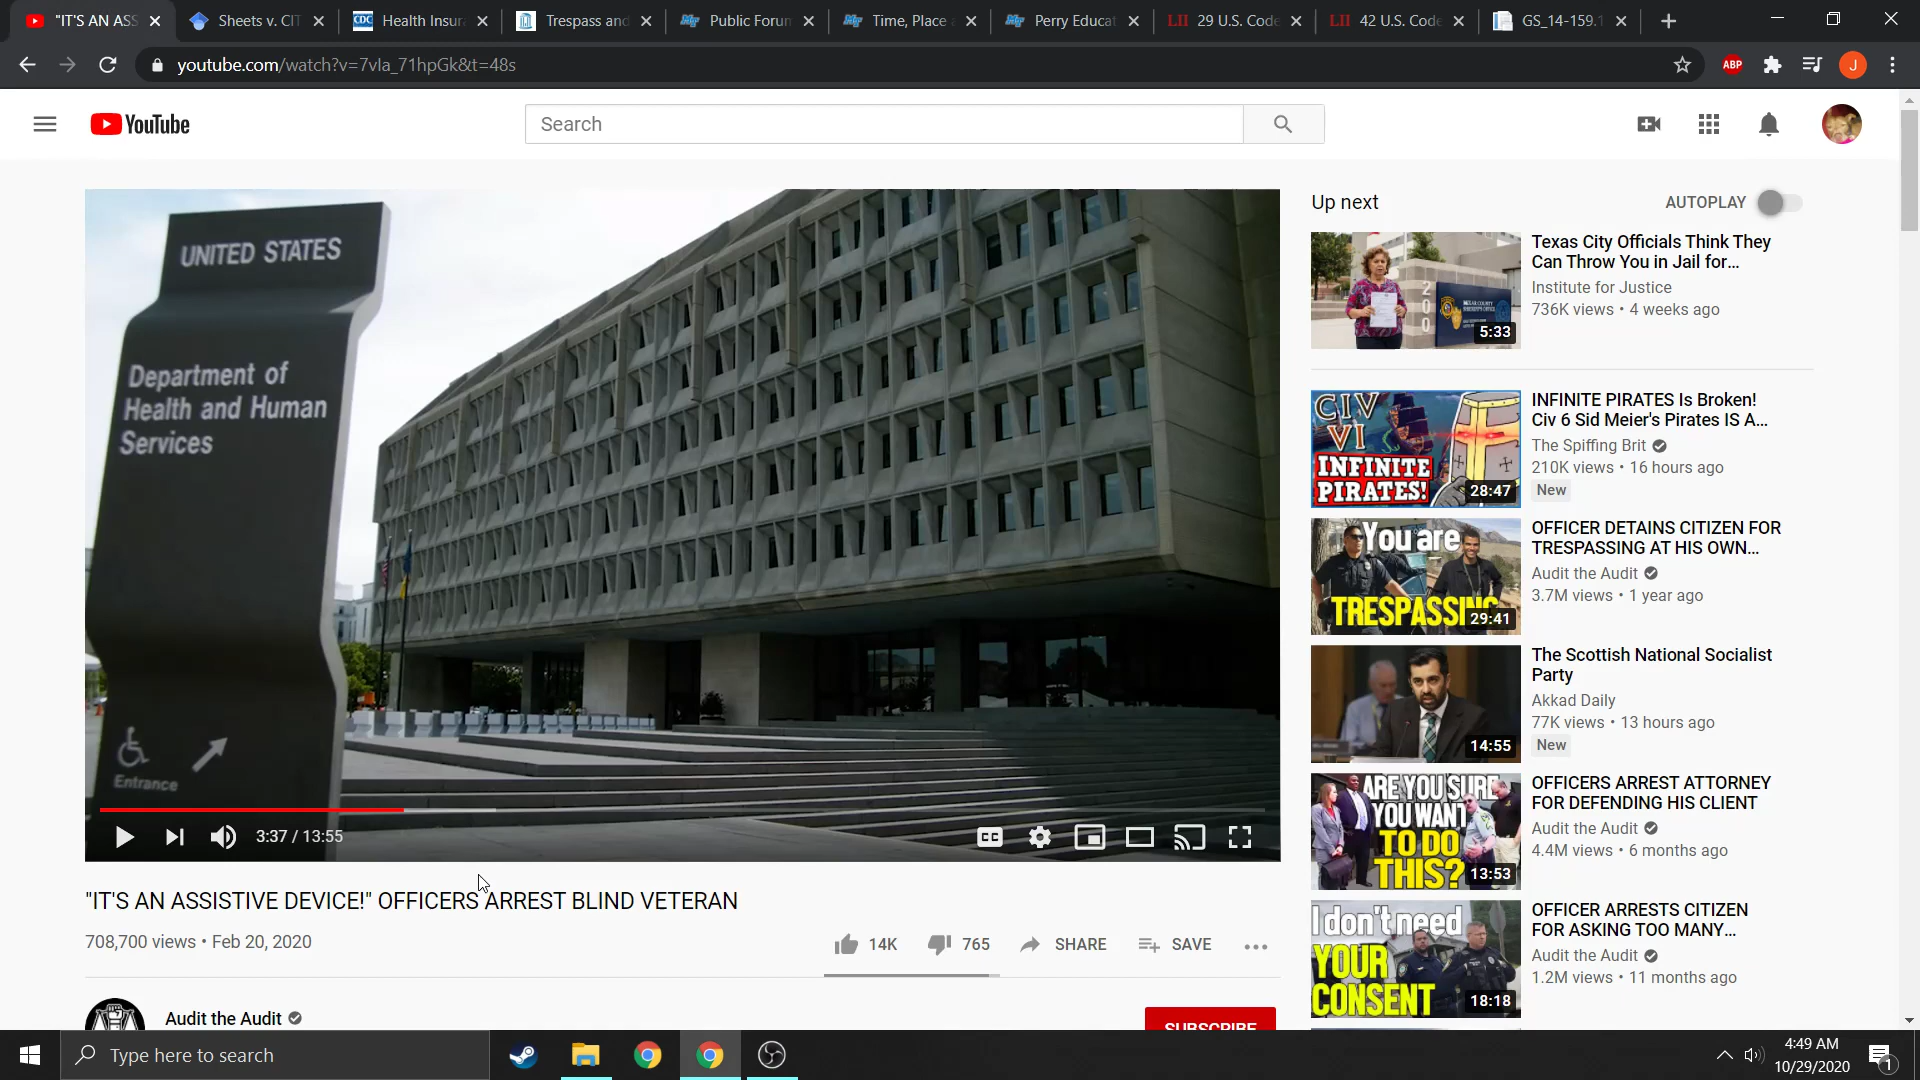 "IT'S AN ASS
Sheets v. CIT
Health Insur
Trespass and
Public Forum
Time, Place
Perry Educat
29 U.S. Code
42 U.S. Code
GS_14-159.1
youtube.com/watch?v=7vIa_71hpGk&t=48s
ABP
J
YouTube
Search
UNITED STATES
Department of
Health and Human
Services
Entrance
3:37 / 13:55
CC
"IT'S AN ASSISTIVE DEVICE!" OFFICERS ARREST BLIND VETERAN
708,700 views • Feb 20, 2020
14K
765
SHARE
SAVE
Audit the Audit
SUBSCRIBE
Up next
AUTOPLAY
5:33
Texas City Officials Think They
Can Throw You in Jail for...
Institute for Justice
736K views • 4 weeks ago
CIV
VI
INFINITE
PIRATES!
28:47
INFINITE PIRATES Is Broken!
Civ 6 Sid Meier's Pirates IS A...
The Spiffing Brit
210K views • 16 hours ago
New
You are
TRESPASSING
29:41
OFFICER DETAINS CITIZEN FOR
TRESPASSING AT HIS OWN...
Audit the Audit
3.7M views • 1 year ago
14:55
The Scottish National Socialist
Party
Akkad Daily
77K views • 13 hours ago
New
ARE YOU SURE
YOU WANT
TO DO
THIS?
13:53
OFFICERS ARREST ATTORNEY
FOR DEFENDING HIS CLIENT
Audit the Audit
4.4M views • 6 months ago
I don't need
YOUR
CONSENT
18:18
OFFICER ARRESTS CITIZEN
FOR ASKING TOO MANY...
Audit the Audit
1.2M views • 11 months ago
Type here to search
4:49 AM
10/29/2020
1